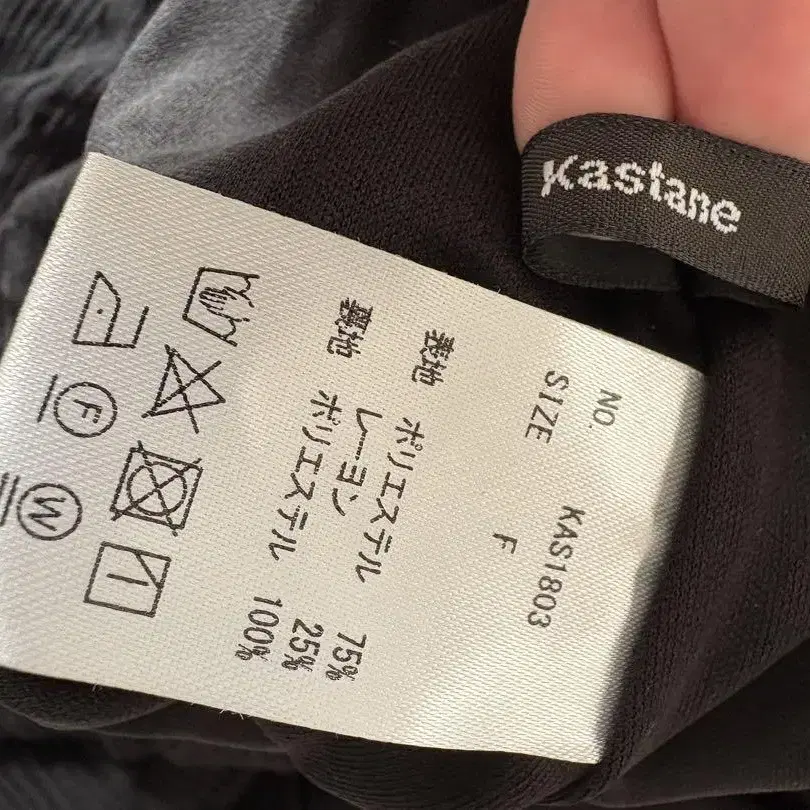 Kastane
NO. KAS1803
SIZE F
表地 ポリエステル 75%
レーヨン 25%
裏地 ポリエステル 100%
F
W